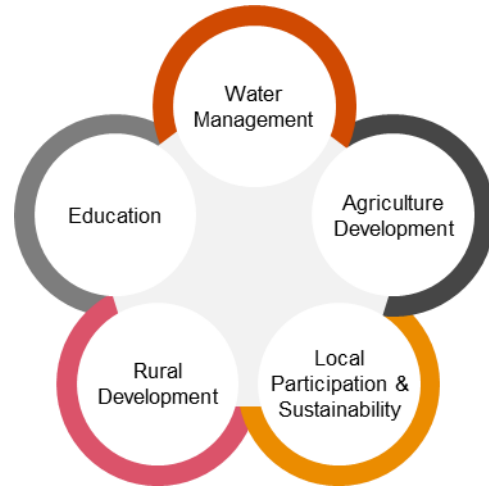 Water
Management
Agriculture
Development
Local
Participation &
Sustainability
Rural
Development
Education